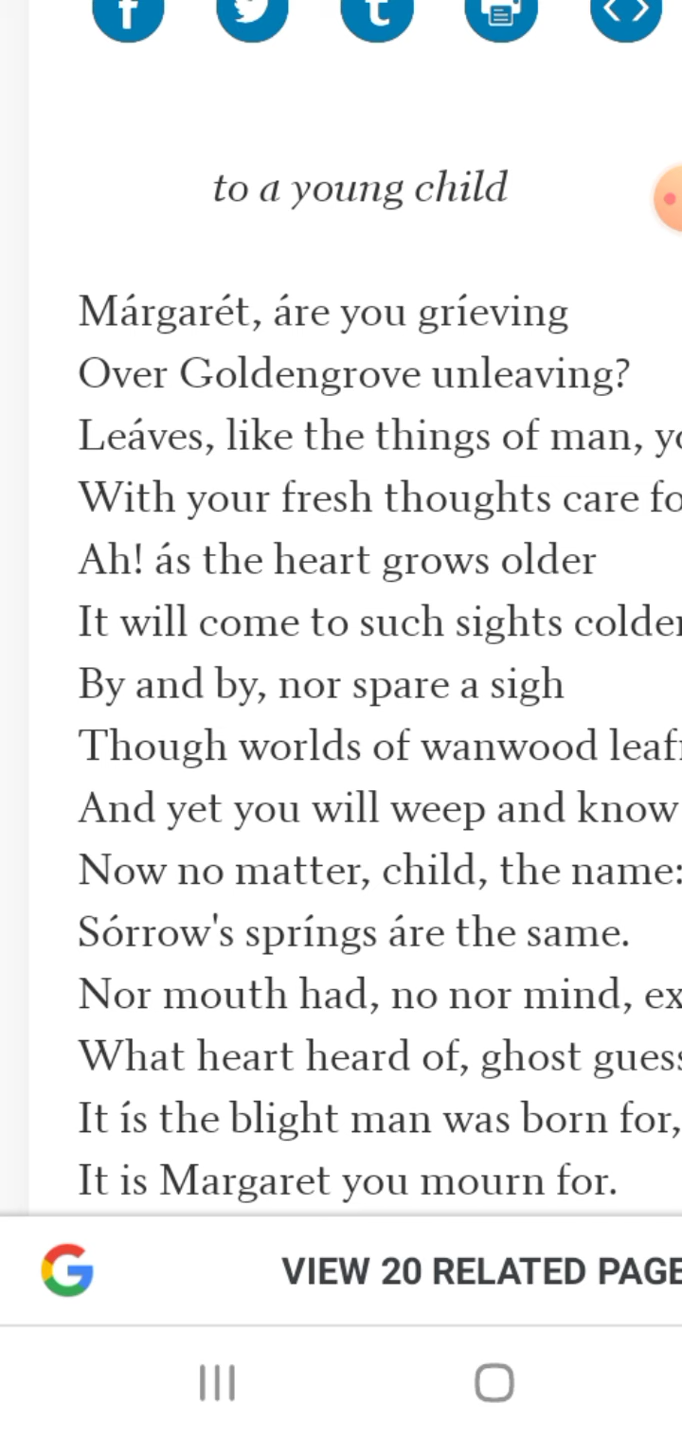 to a young child
Márgarét, áre you gríeving
Over Goldengrove unleaving?
Leáves, like the things of man,
With your fresh thoughts care
Ah! ás the heart grows older
It will come to such sights
By and by, nor spare a sigh
Though worlds of wanwood
And yet you will weep and know
Now no matter, child, the name:
Sórrow's spríngs áre the same.
Nor mouth had, no nor mind,
What heart heard of, ghost
It ís the blight man was born for,
It is Margaret you mourn for.
VIEW 20 RELATED